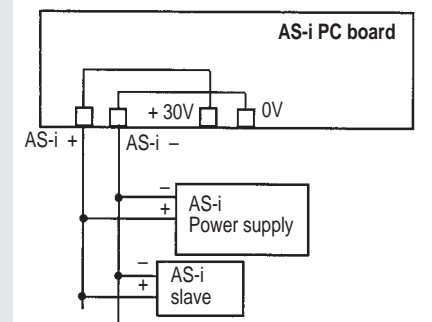 AS-i PC board
+ 30V
0V
AS-i +
AS-i –
–
+
AS-i
Power supply
–
+
AS-i
slave